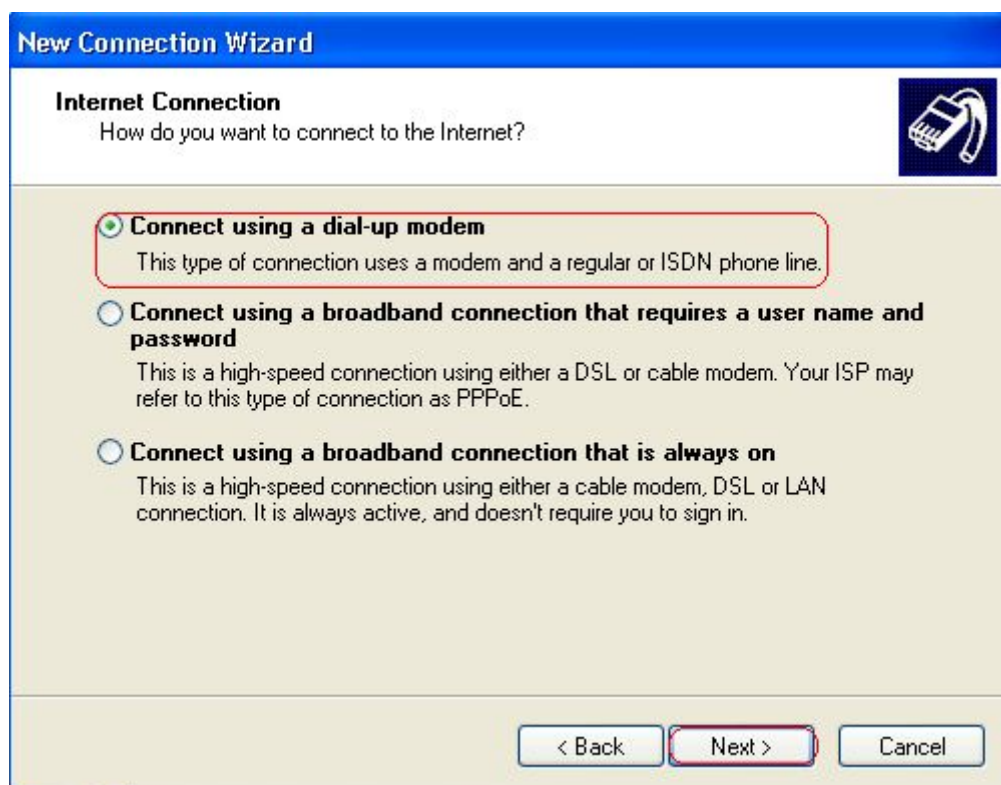 New Connection Wizard
Internet Connection
How do you want to connect to the Internet?
Connect using a dial-up modem
This type of connection uses a modem and a regular or ISDN phone line.
Connect using a broadband connection that requires a user name and
password
This is a high-speed connection using either a DSL or cable modem. Your ISP may
refer to this type of connection as PPPoE.
Connect using a broadband connection that is always on
This is a high-speed connection using either a cable modem, DSL or LAN
connection. It is always active, and doesn't require you to sign in.
< Back
Next >
Cancel